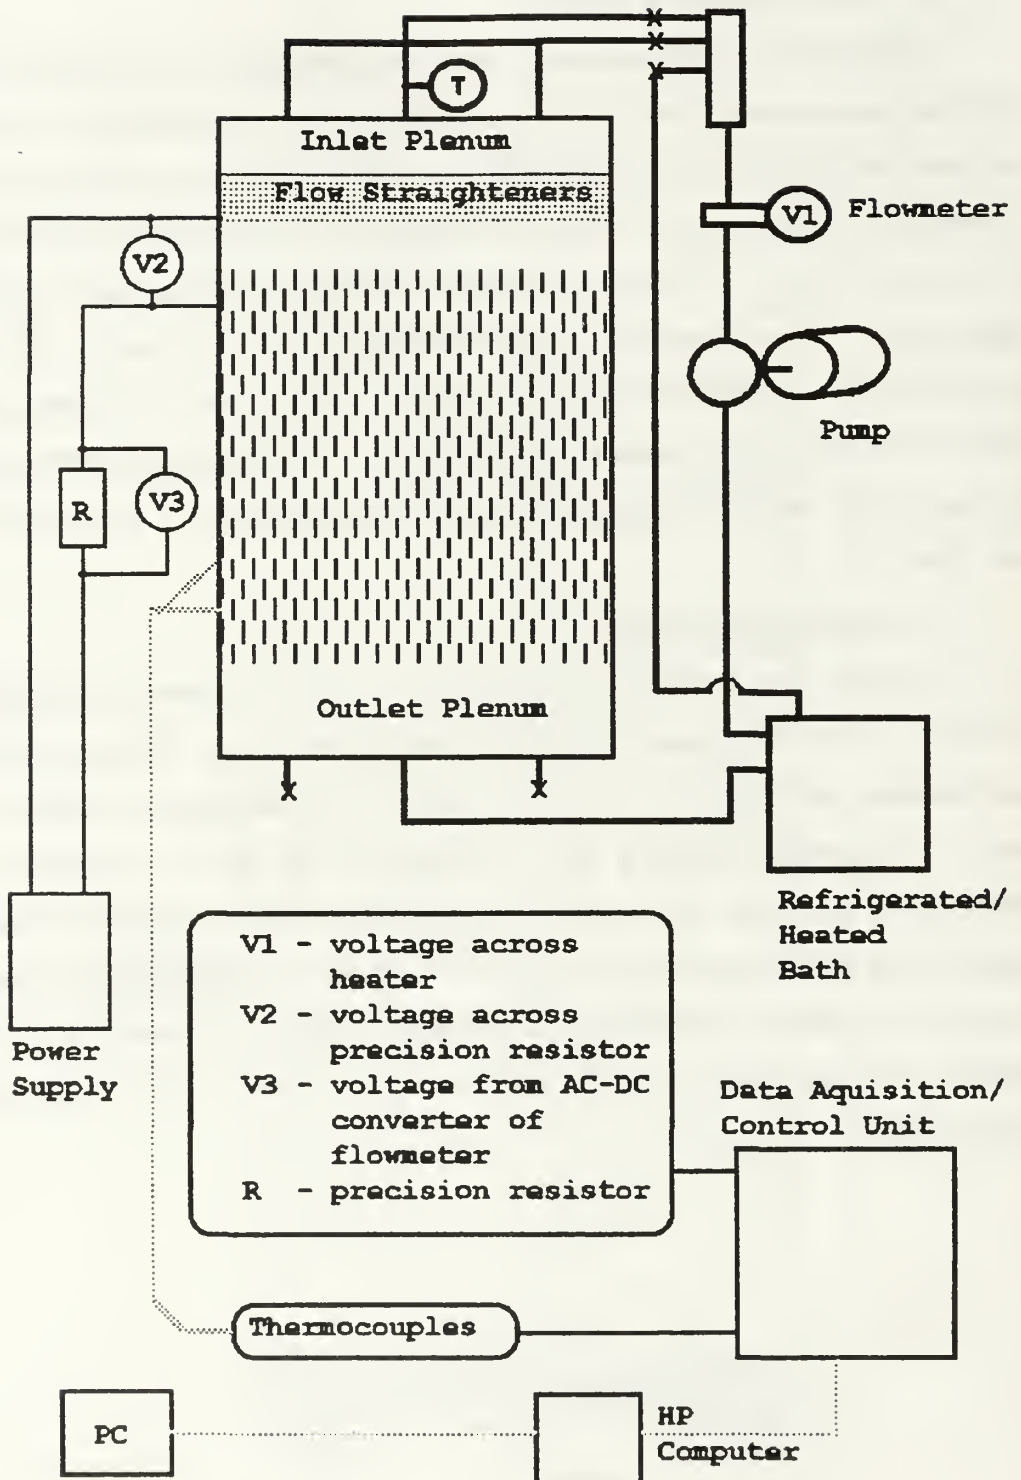 T
Inlet Plenum
Flow Straighteners
V1
Flowmeter
V2
Pump
R
V3
Outlet Plenum
Refrigerated/
Heated
Bath
Power
Supply
V1 - voltage across
heater
V2 - voltage across
precision resistor
V3 - voltage from AC-DC
converter of
flowmeter
R - precision resistor
Data Aquisition/
Control Unit
Thermocouples
PC
HP
Computer